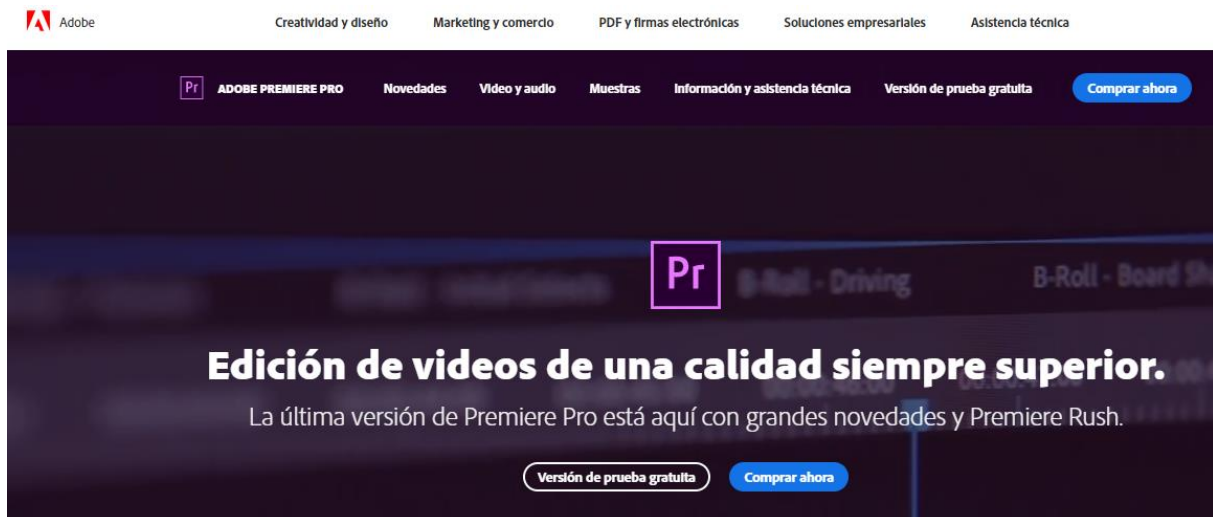 Adobe Creatividad y diseño Marketing y comercio PDF y firmas electrónicas Soluciones empresariales Asistencia técnica
Pr ADOBE PREMIERE PRO Novedades Video y audio Muestras Información y asistencia técnica Versión de prueba gratuita Comprar ahora
Pr B-Roll - Driving B-Roll - Board
Edición de videos de una calidad siempre superior.
La última versión de Premiere Pro está aquí con grandes novedades y Premiere Rush.
Versión de prueba gratuita Comprar ahora